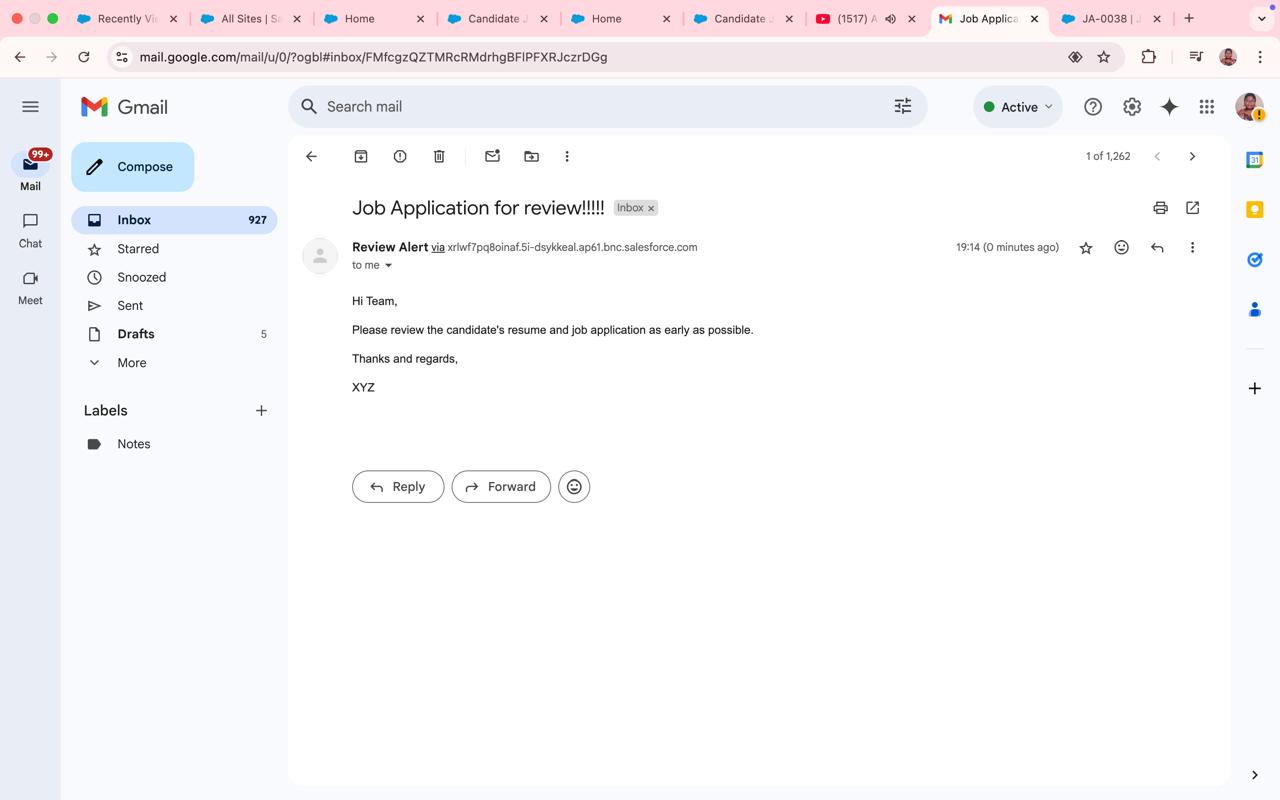 Recently Vi
All Sites | S
Home
Candidate J
Home
Candidate J
(1517) A
Job Applica
JA-0038 | J
mail.google.com/mail/u/0/?ogbl#inbox/FMfcgzQZTMRcRMdrhgBFlPFXRJczrDGg
Gmail
Search mail
Active
99+
Mail
Chat
Meet
Compose
Inbox 927
Starred
Snoozed
Sent
Drafts 5
More
Labels
Notes
1 of 1,262
Job Application for review!!!!! Inbox
Review Alert via xrlwf7pq8oinaf.5i-dsykkeal.ap61.bnc.salesforce.com
19:14 (0 minutes ago)
to me
Hi Team,
Please review the candidate's resume and job application as early as possible.
Thanks and regards,
XYZ
Reply
Forward
31